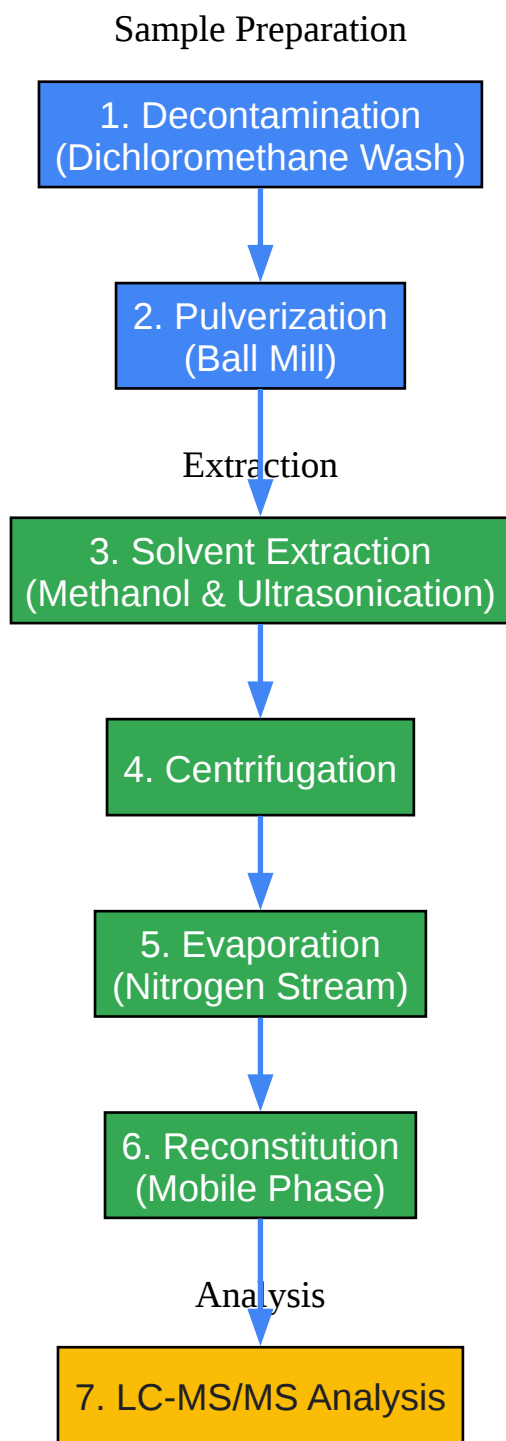 Sample Preparation
1. Decontamination
(Dichloromethane Wash)
2. Pulverization
(Ball Mill)
Extraction
3. Solvent Extraction
(Methanol & Ultrasonication)
4. Centrifugation
5. Evaporation
(Nitrogen Stream)
6. Reconstitution
(Mobile Phase)
Analysis
7. LC-MS/MS Analysis